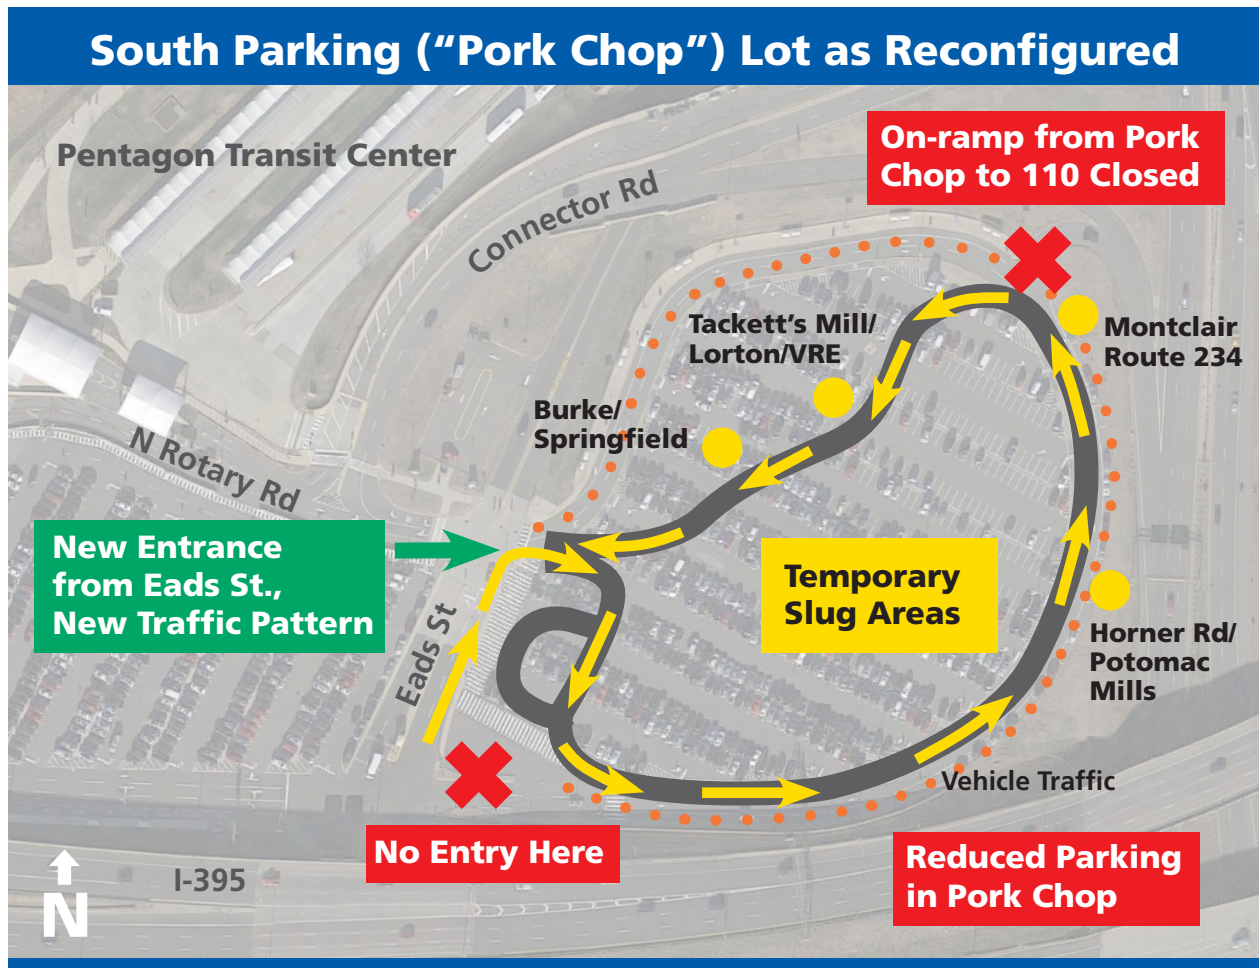 South Parking (“Pork Chop”) Lot as Reconfigured
Pentagon Transit Center
On-ramp from Pork
Chop to 110 Closed
Connector Rd
Tackett’s Mill/
Lorton/VRE
Montclair
Route 234
Burke/
Springfield
N Rotary Rd
New Entrance
from Eads St.,
New Traffic Pattern
Temporary
Slug Areas
Eads St
Horner Rd/
Potomac
Mills
Vehicle Traffic
No Entry Here
Reduced Parking
in Pork Chop
I-395
N